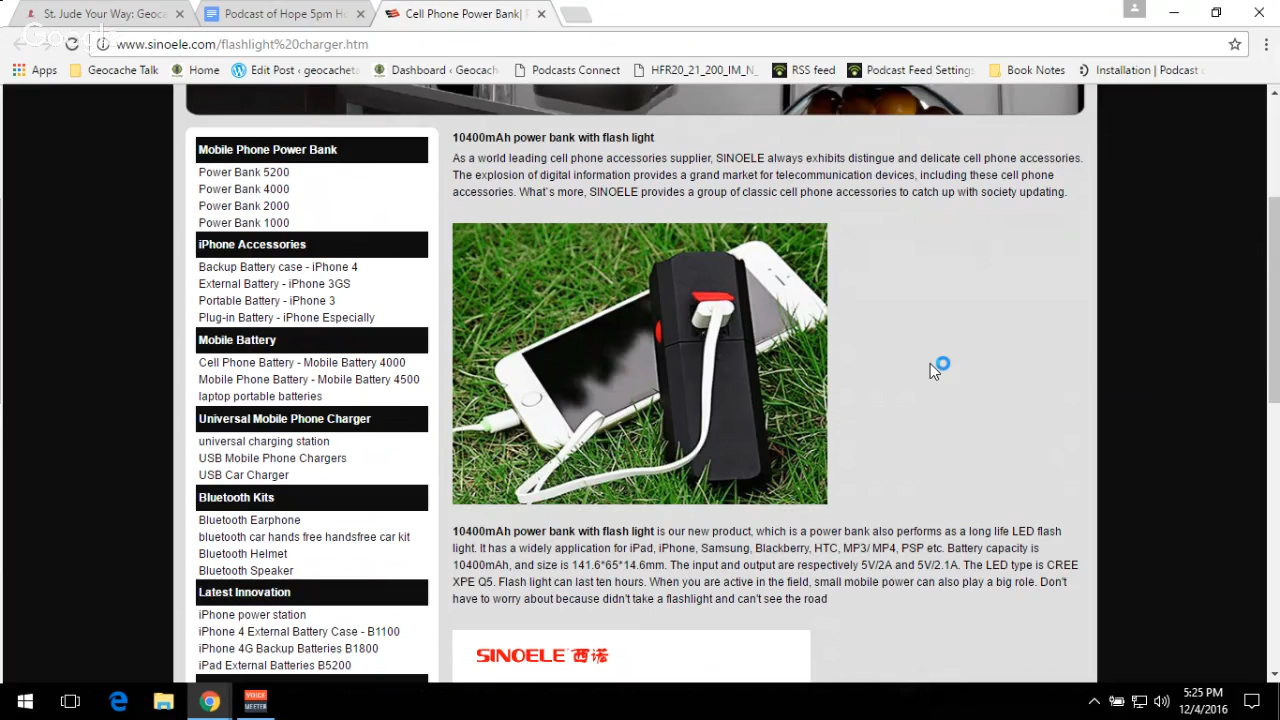 St. Jude Your Way: Geoca
Podcast of Hope 5pm Ho
Cell Phone Power Bank|
Google
www.sinoele.com/flashlight%20charger.htm
Apps
Geocache Talk
Home
Edit Post ‹ geocacheta
Dashboard ‹ Geocach
Podcasts Connect
HFR20_21_200_IM_N_
RSS feed
Podcast Feed Settings
Book Notes
Installation | Podcast c
Mobile Phone Power Bank
Power Bank 5200
Power Bank 4000
Power Bank 2000
Power Bank 1000
iPhone Accessories
Backup Battery case - iPhone 4
External Battery - iPhone 3GS
Portable Battery - iPhone 3
Plug-in Battery - iPhone Especially
Mobile Battery
Cell Phone Battery - Mobile Battery 4000
Mobile Phone Battery - Mobile Battery 4500
laptop portable batteries
Universal Mobile Phone Charger
universal charging station
USB Mobile Phone Chargers
USB Car Charger
Bluetooth Kits
Bluetooth Earphone
bluetooth car hands free handsfree car kit
Bluetooth Helmet
Bluetooth Speaker
Latest Innovation
iPhone power station
iPhone 4 External Battery Case - B1100
iPhone 4G Backup Batteries B1800
iPad External Batteries B5200
10400mAh power bank with flash light
As a world leading cell phone accessories supplier, SINOELE always exhibits distingue and delicate cell phone accessories.
The explosion of digital information provides a grand market for telecommunication devices, including these cell phone
accessories. What`s more, SINOELE provides a group of classic cell phone accessories to catch up with society updating.
10400mAh power bank with flash light is our new product, which is a power bank also performs as a long life LED flash
light. It has a widely application for iPad, iPhone, Samsung, Blackberry, HTC, MP3/ MP4, PSP etc. Battery capacity is
10400mAh, and size is 141.6*65*14.6mm. The input and output are respectively 5V/2A and 5V/2.1A. The LED type is CREE
XPE Q5. Flash light can last ten hours. When you are active in the field, small mobile power can also play a big role. Don't
have to worry about because didn't take a flashlight and can't see the road
SINOELE 西诺
VOICE
MEETER
5:25 PM
12/4/2016